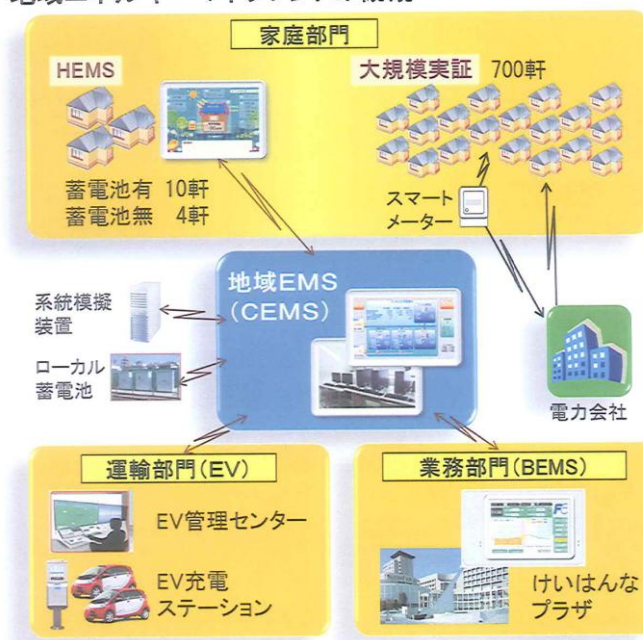 家庭部門
HEMS
大規模実証 700軒
蓄電池有 10軒
蓄電池無 4軒
スマート
メーター
地域EMS
(CEMS)
系統模擬
装置
ローカル
蓄電池
電力会社
運輸部門(EV)
EV管理センター
EV充電
ステーション
業務部門(BEMS)
けいはんな
プラザ